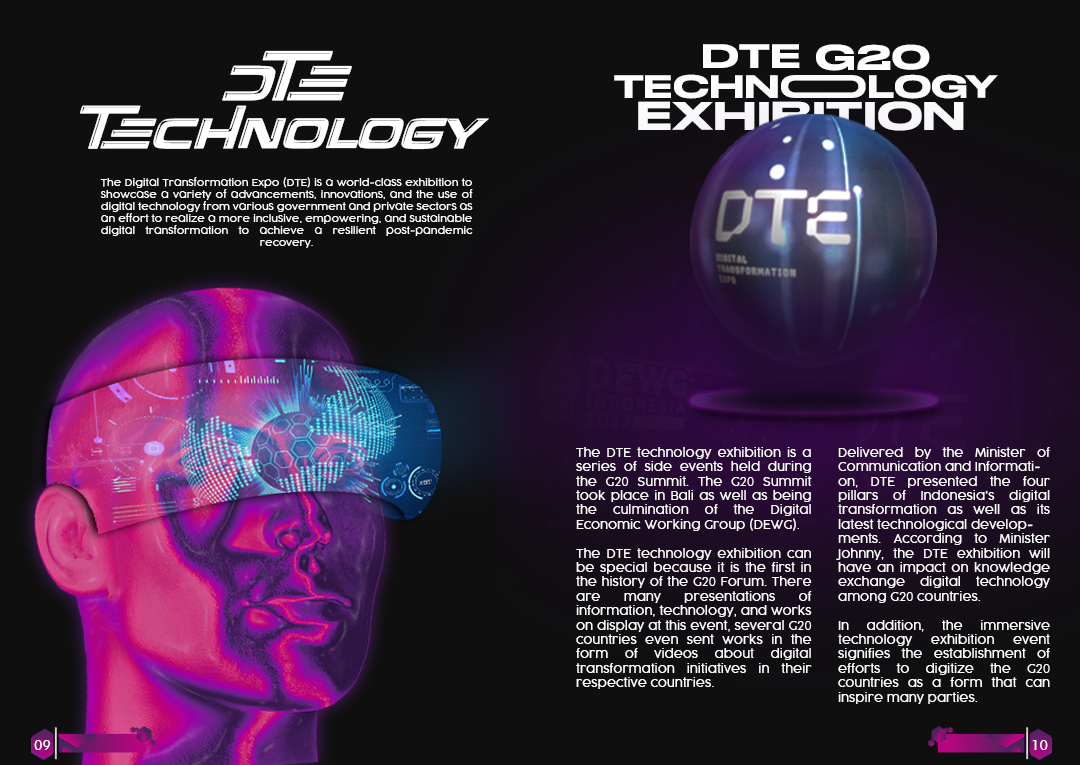 DTE
TECHNOLOGY
The Digital Transformation Expo (DTE) is a world-class exhibition to
showcase a variety of advancements, innovations, and the use of
digital technology from various government and private sectors as
an effort to realize a more inclusive, empowering, and sustainable
digital transformation to achieve a resilient post-pandemic
recovery.
09
DTE G20
TECHNOLOGY
EXHIBITION
DTE
DIGITAL
TRANSFORMATION
EXPO
DEWG
INDONESIA
2022
The DTE technology exhibition is a
series of side events held during
the G20 Summit. The G20 Summit
took place in Bali as well as being
the culmination of the Digital
Economic Working Group (DEWG).
The DTE technology exhibition can
be special because it is the first in
the history of the G20 Forum. There
are many presentations of
information, technology, and works
on display at this event, several G20
countries even sent works in the
form of videos about digital
transformation initiatives in their
respective countries.
Delivered by the Minister of
Communication and Informati-
on, DTE presented the four
pillars of Indonesia's digital
transformation as well as its
latest technological develop-
ments. According to Minister
Johnny, the DTE exhibition will
have an impact on knowledge
exchange digital technology
among G20 countries.
In addition, the immersive
technology exhibition event
signifies the establishment of
efforts to digitize the G20
countries as a form that can
inspire many parties.
10